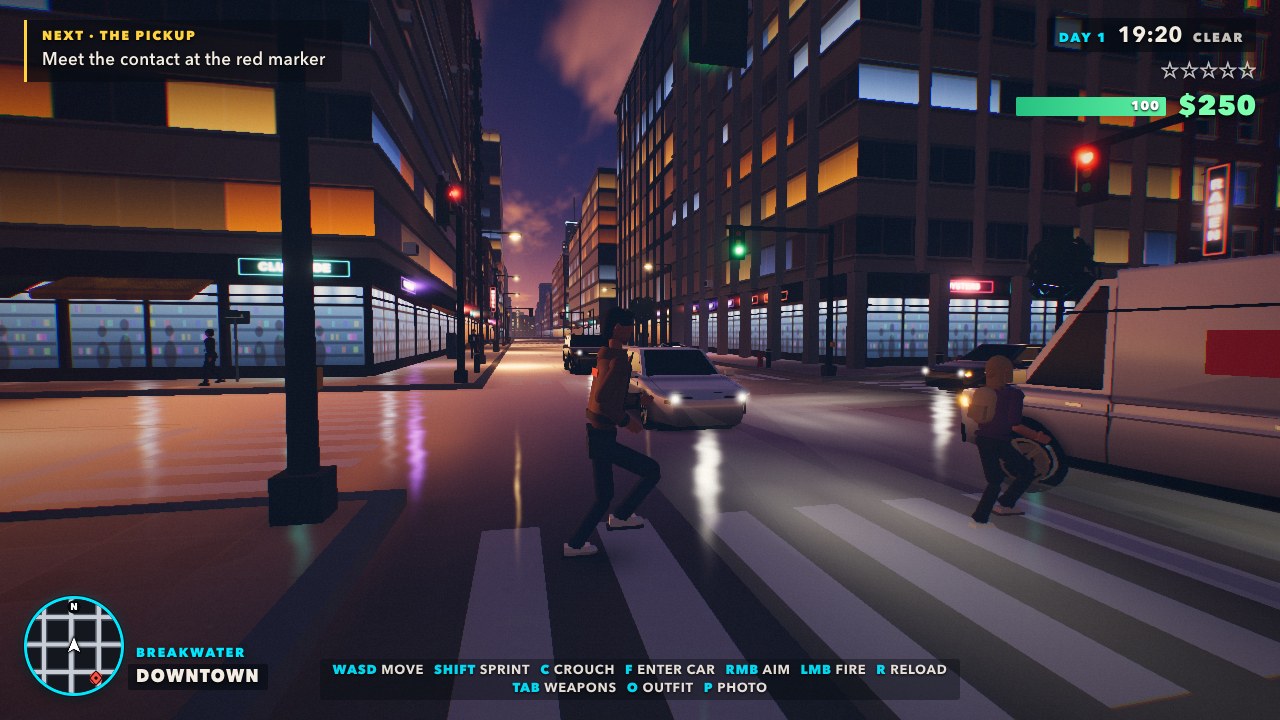 NEXT · THE PICKUP
Meet the contact at the red marker
DAY 1 19:20 CLEAR
100 $250
RAMEN
N
BREAKWATER
DOWNTOWN
WASD MOVE SHIFT SPRINT C CROUCH F ENTER CAR RMB AIM LMB FIRE R RELOAD
TAB WEAPONS O OUTFIT P PHOTO